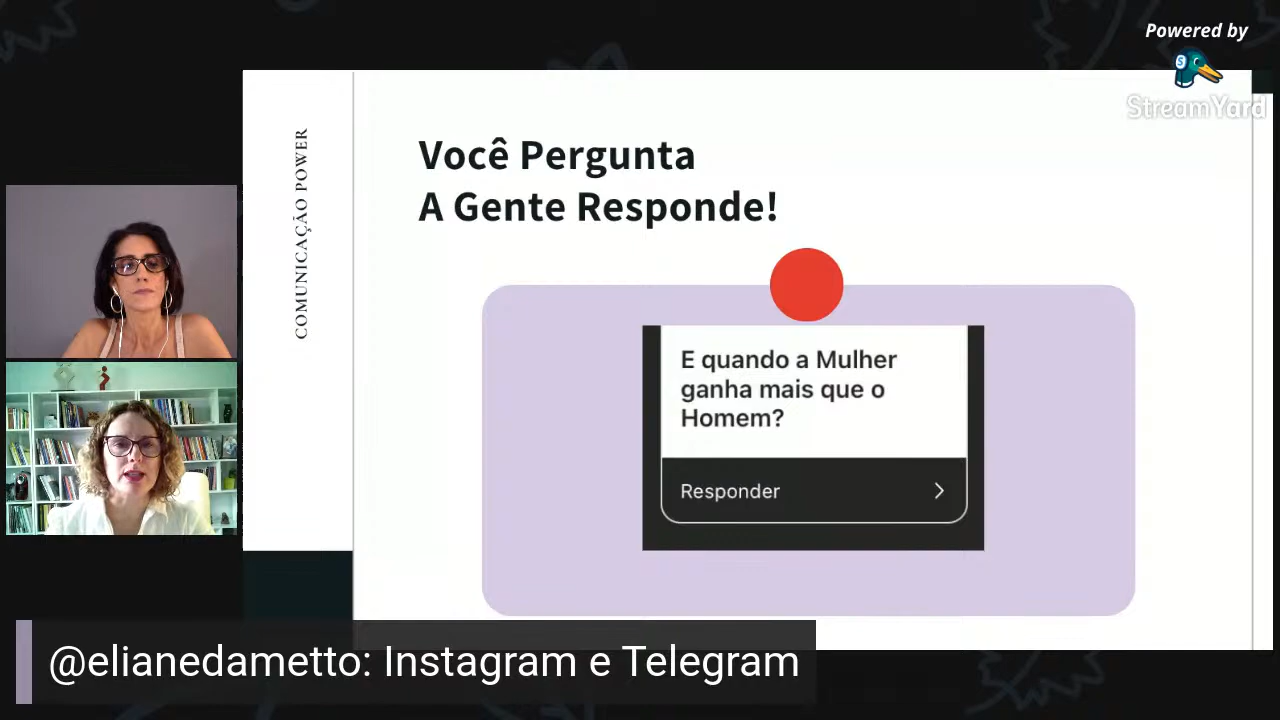 Powered by
StreamYard
COMUNICAÇÃO POWER
Você Pergunta
A Gente Responde!
E quando a Mulher
ganha mais que o
Homem?
Responder
@elianedametto: Instagram e Telegram